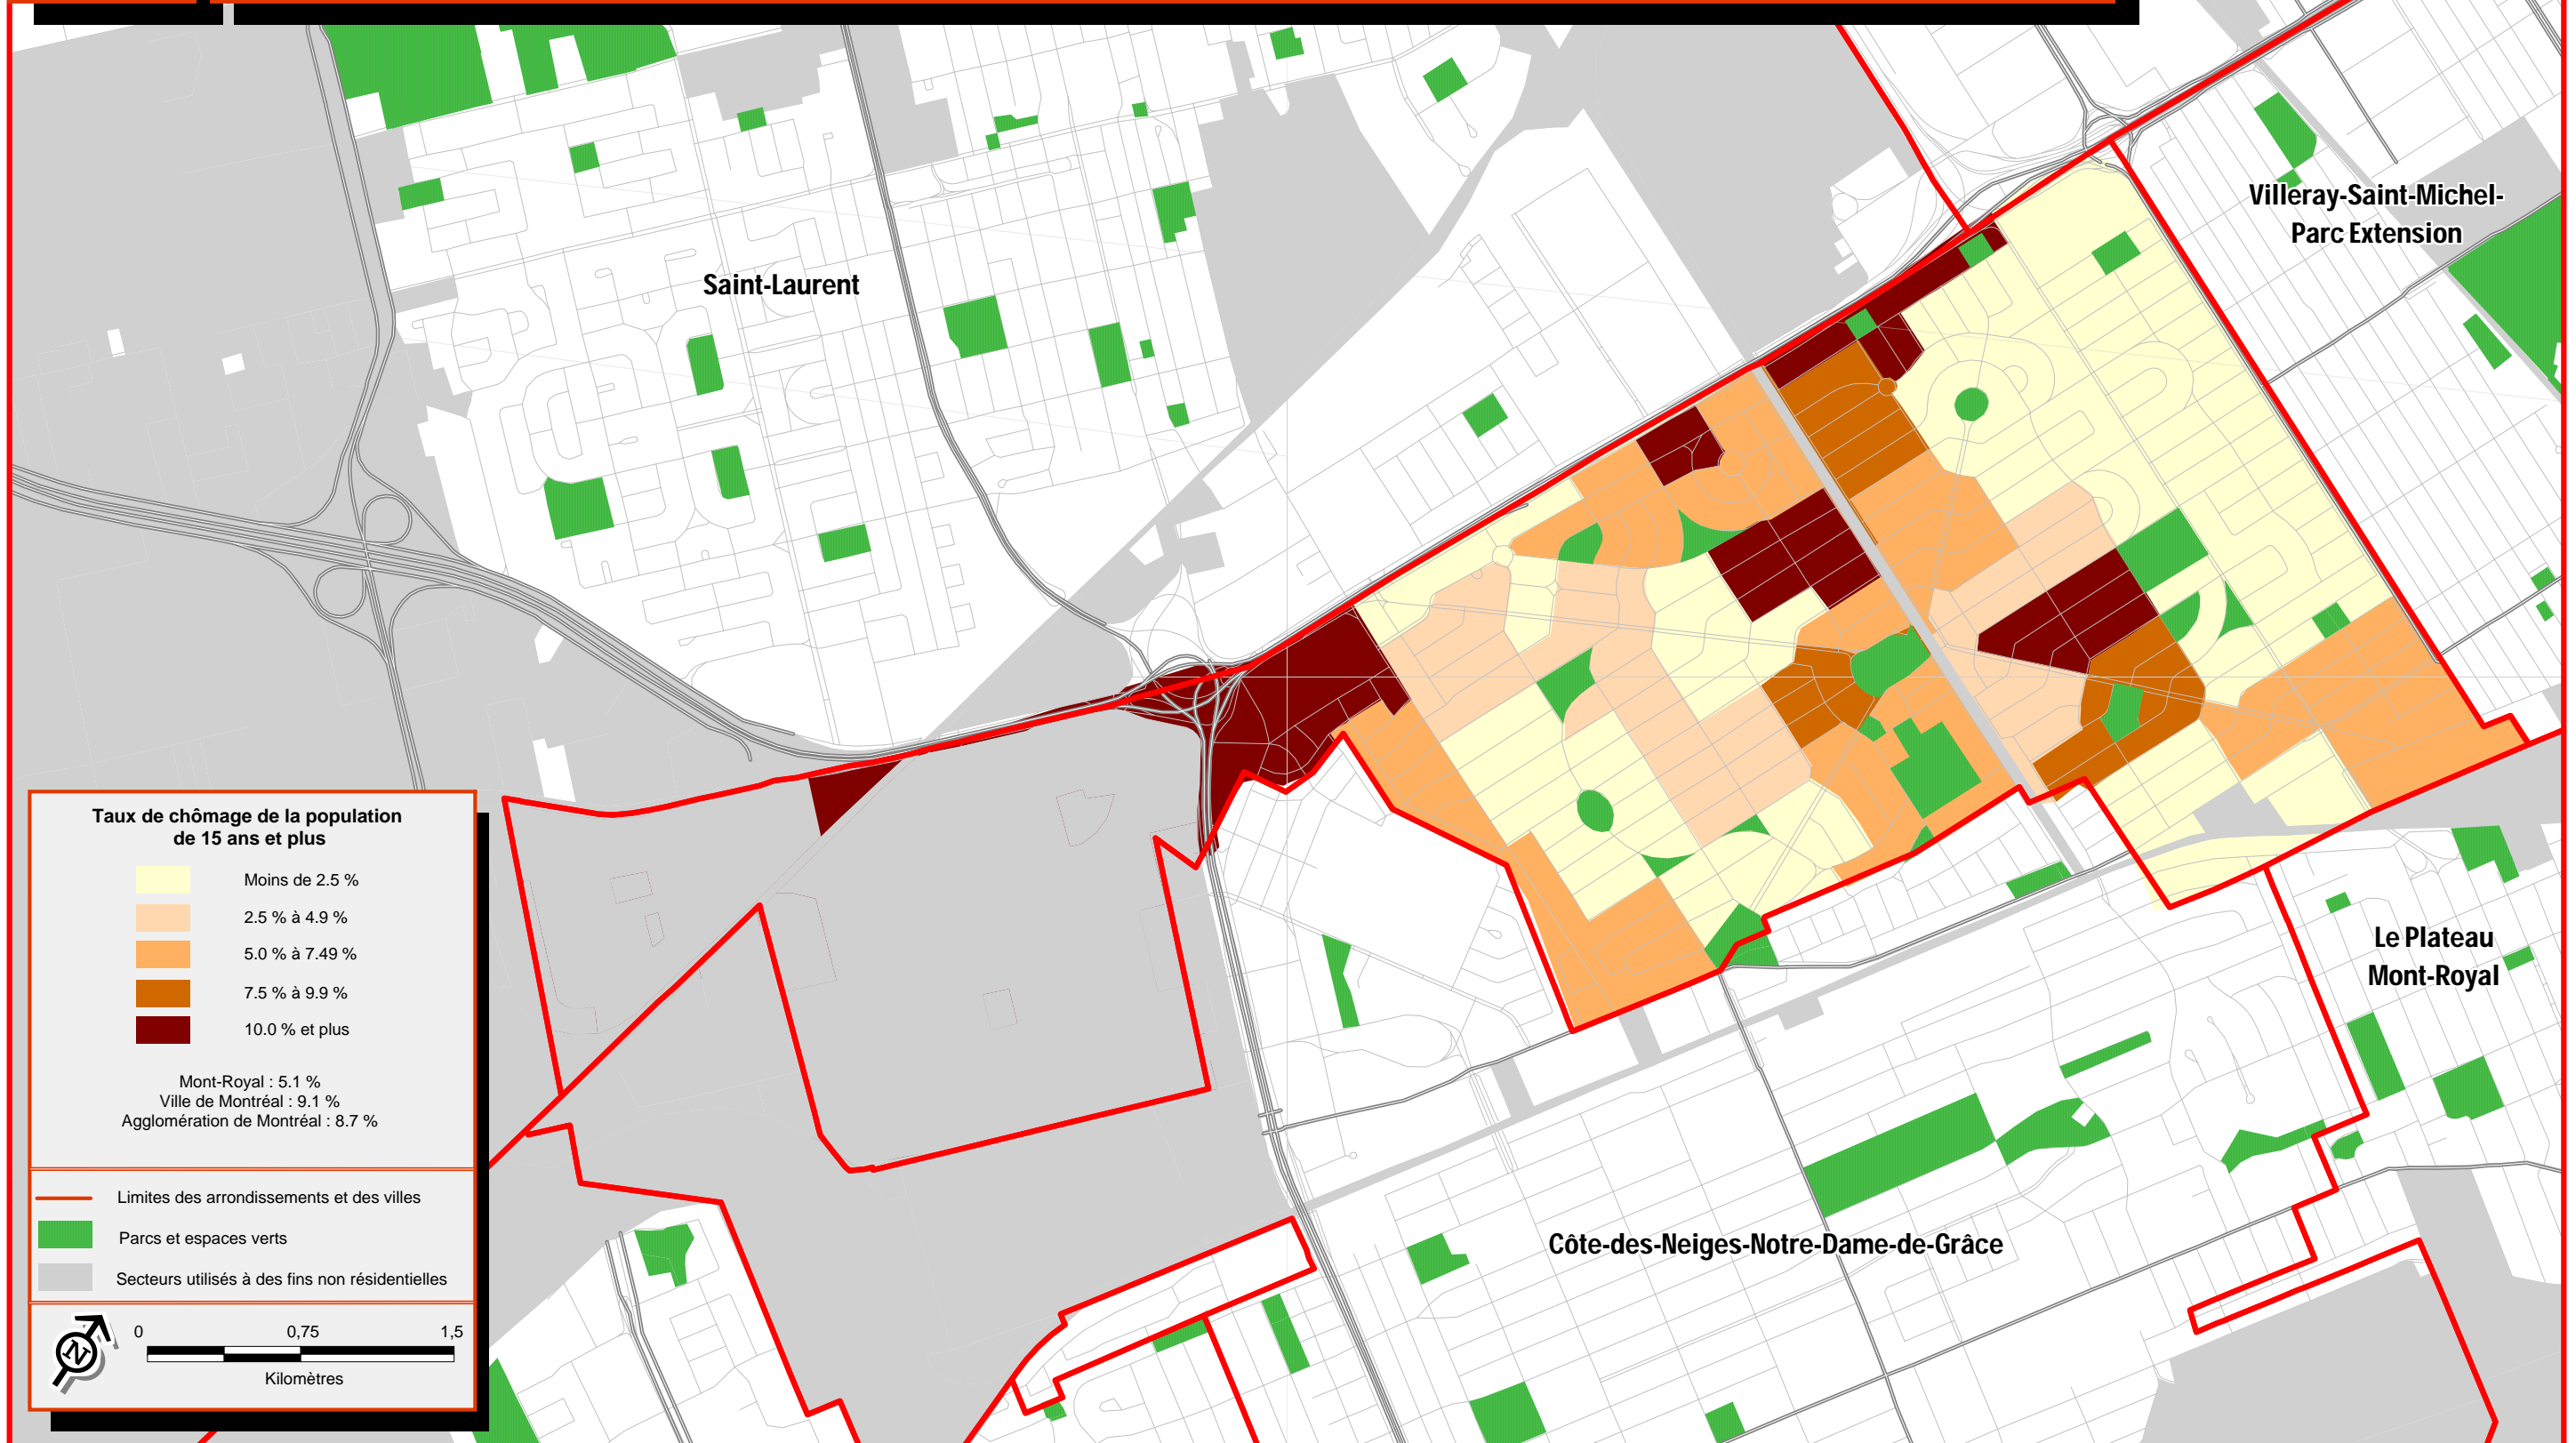 Villeray-Saint-Michel-
Parc Extension
Saint-Laurent
Le Plateau
Mont-Royal
Côte-des-Neiges-Notre-Dame-de-Grâce
Taux de chômage de la population
de 15 ans et plus
Moins de 2.5 %
2.5 % à 4.9 %
5.0 % à 7.49 %
7.5 % à 9.9 %
10.0 % et plus
Mont-Royal : 5.1 %
Ville de Montréal : 9.1 %
Agglomération de Montréal : 8.7 %
Limites des arrondissements et des villes
Parcs et espaces verts
Secteurs utilisés à des fins non résidentielles
N
0 0,75 1,5
Kilomètres